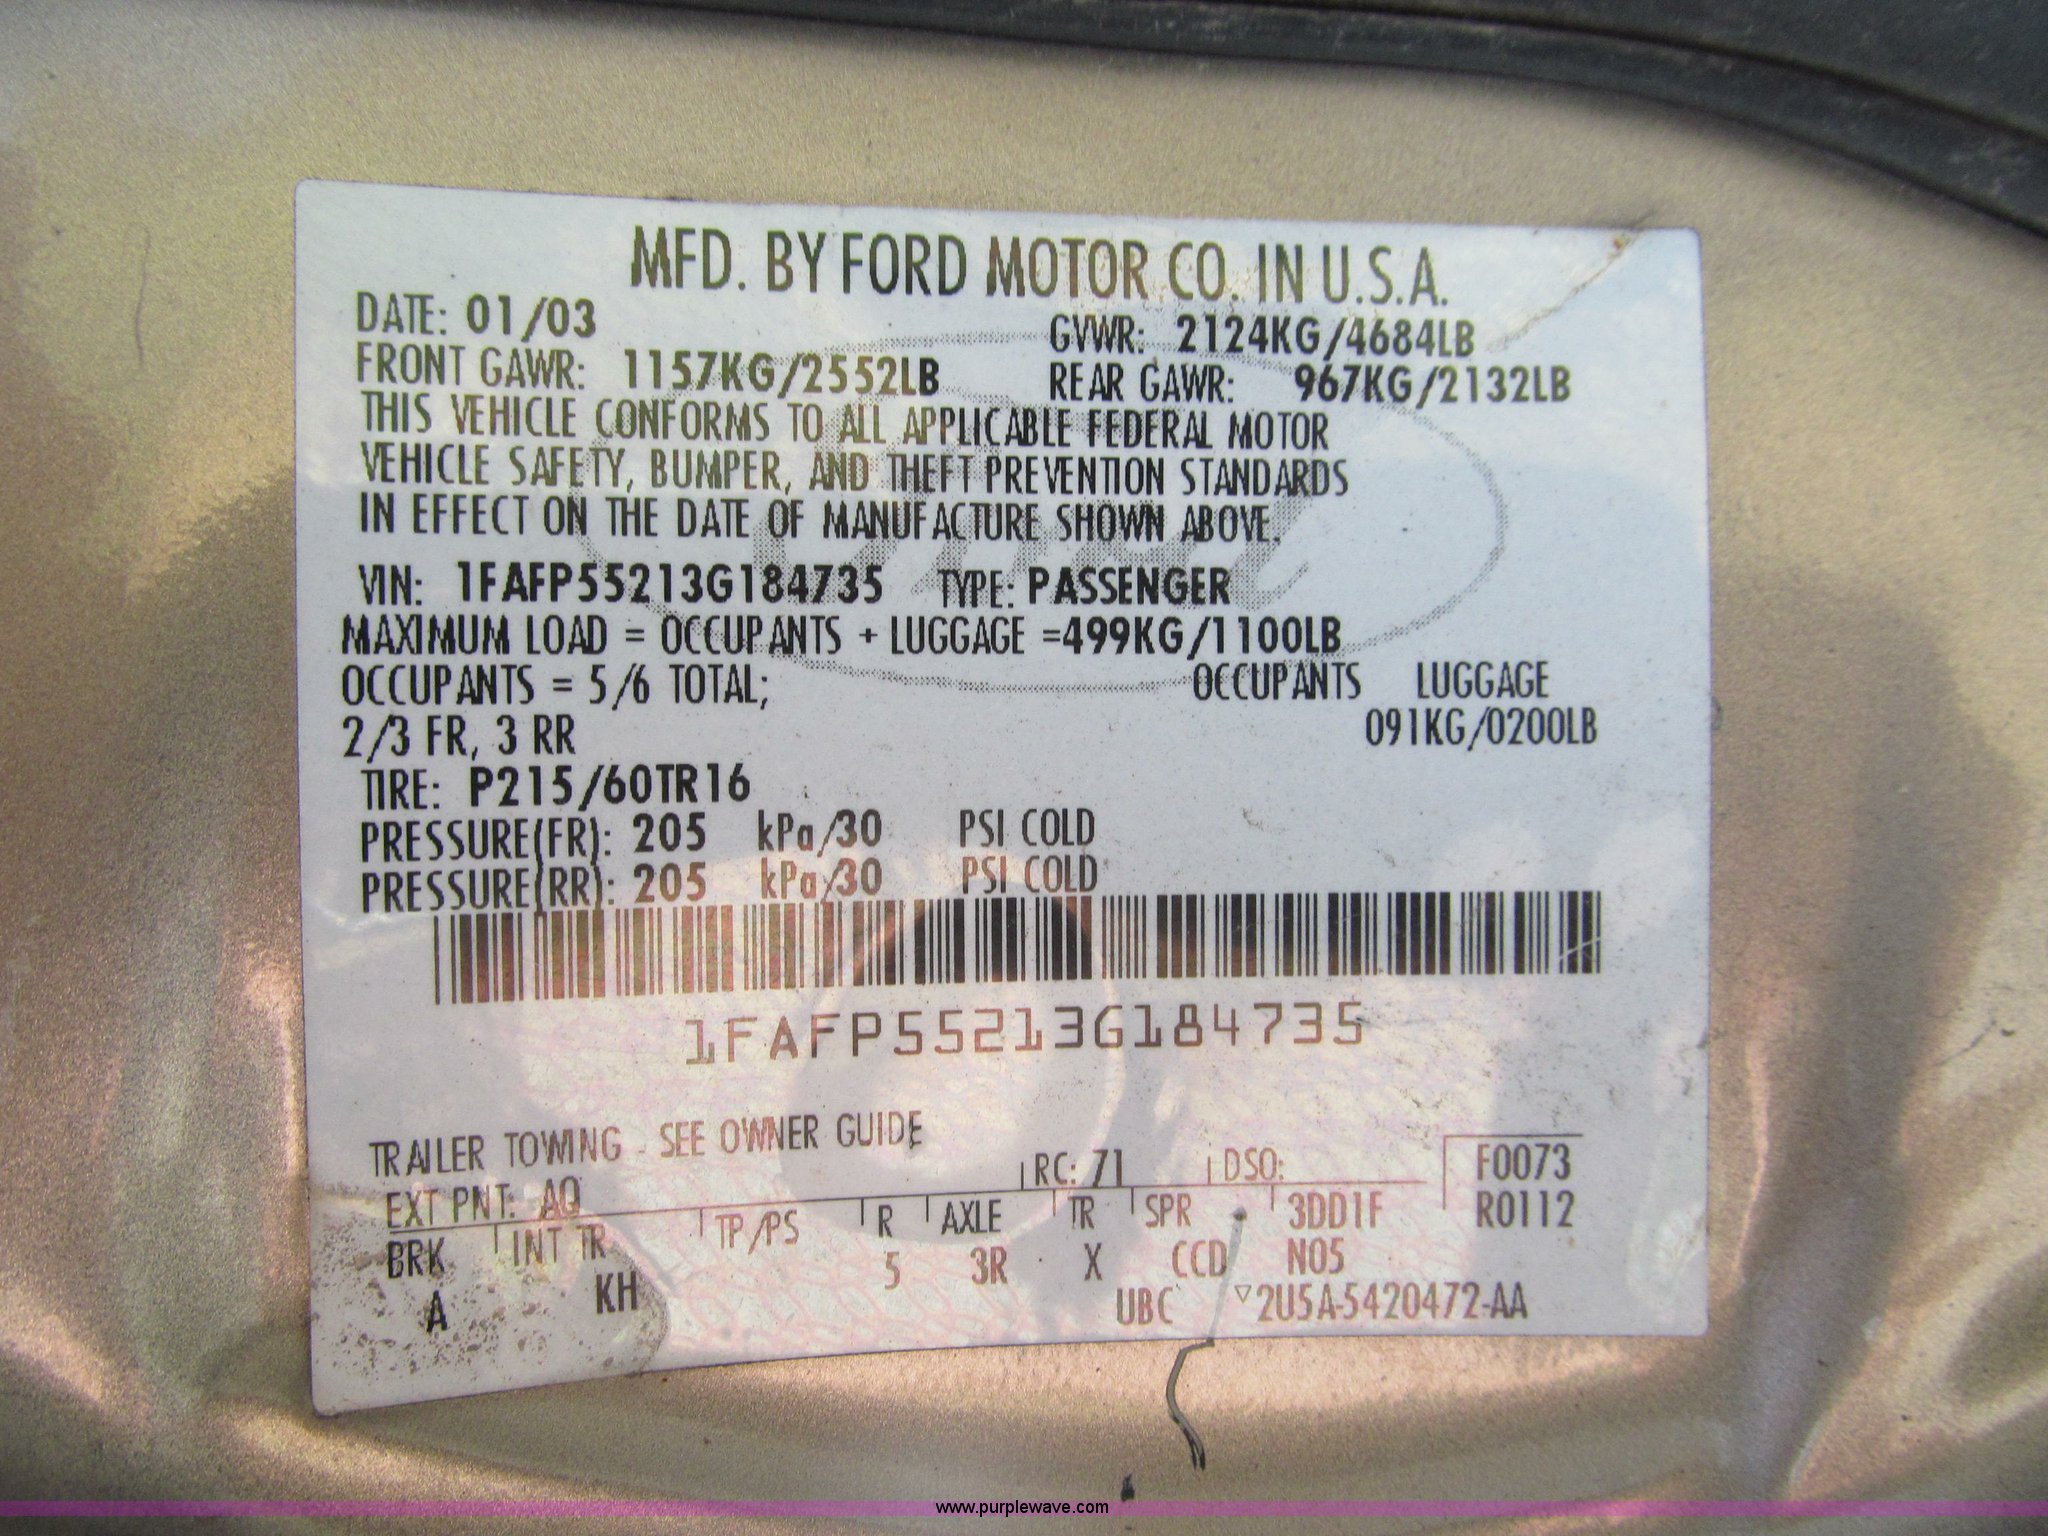 MFD. BY FORD MOTOR CO. IN U.S.A.
DATE: 01/03 GVWR: 2124KG/4684LB
FRONT GAWR: 1157KG/2552LB REAR GAWR: 967KG/2132LB
THIS VEHICLE CONFORMS TO ALL APPLICABLE FEDERAL MOTOR
VEHICLE SAFETY, BUMPER, AND THEFT PREVENTION STANDARDS
IN EFFECT ON THE DATE OF MANUFACTURE SHOWN ABOVE.
VIN: 1FAFP55213G184735 TYPE: PASSENGER
MAXIMUM LOAD = OCCUPANTS + LUGGAGE =499KG/1100LB
OCCUPANTS = 5/6 TOTAL; OCCUPANTS LUGGAGE
2/3 FR, 3 RR 091KG/0200LB
TIRE: P215/60TR16
PRESSURE(FR): 205 kPa/30 PSI COLD
PRESSURE(RR): 205 kPa/30 PSI COLD
1FAFP55213G184735
TRAILER TOWING - SEE OWNER GUIDE
EXT PNT: AQ RC: 71 DSO: F0073
BRK INT TR TP/PS R AXLE TR SPR 3DD1F R0112
A KH 5 3R X CCD N05
UBC ▽2U5A-5420472-AA
www.purplewave.com